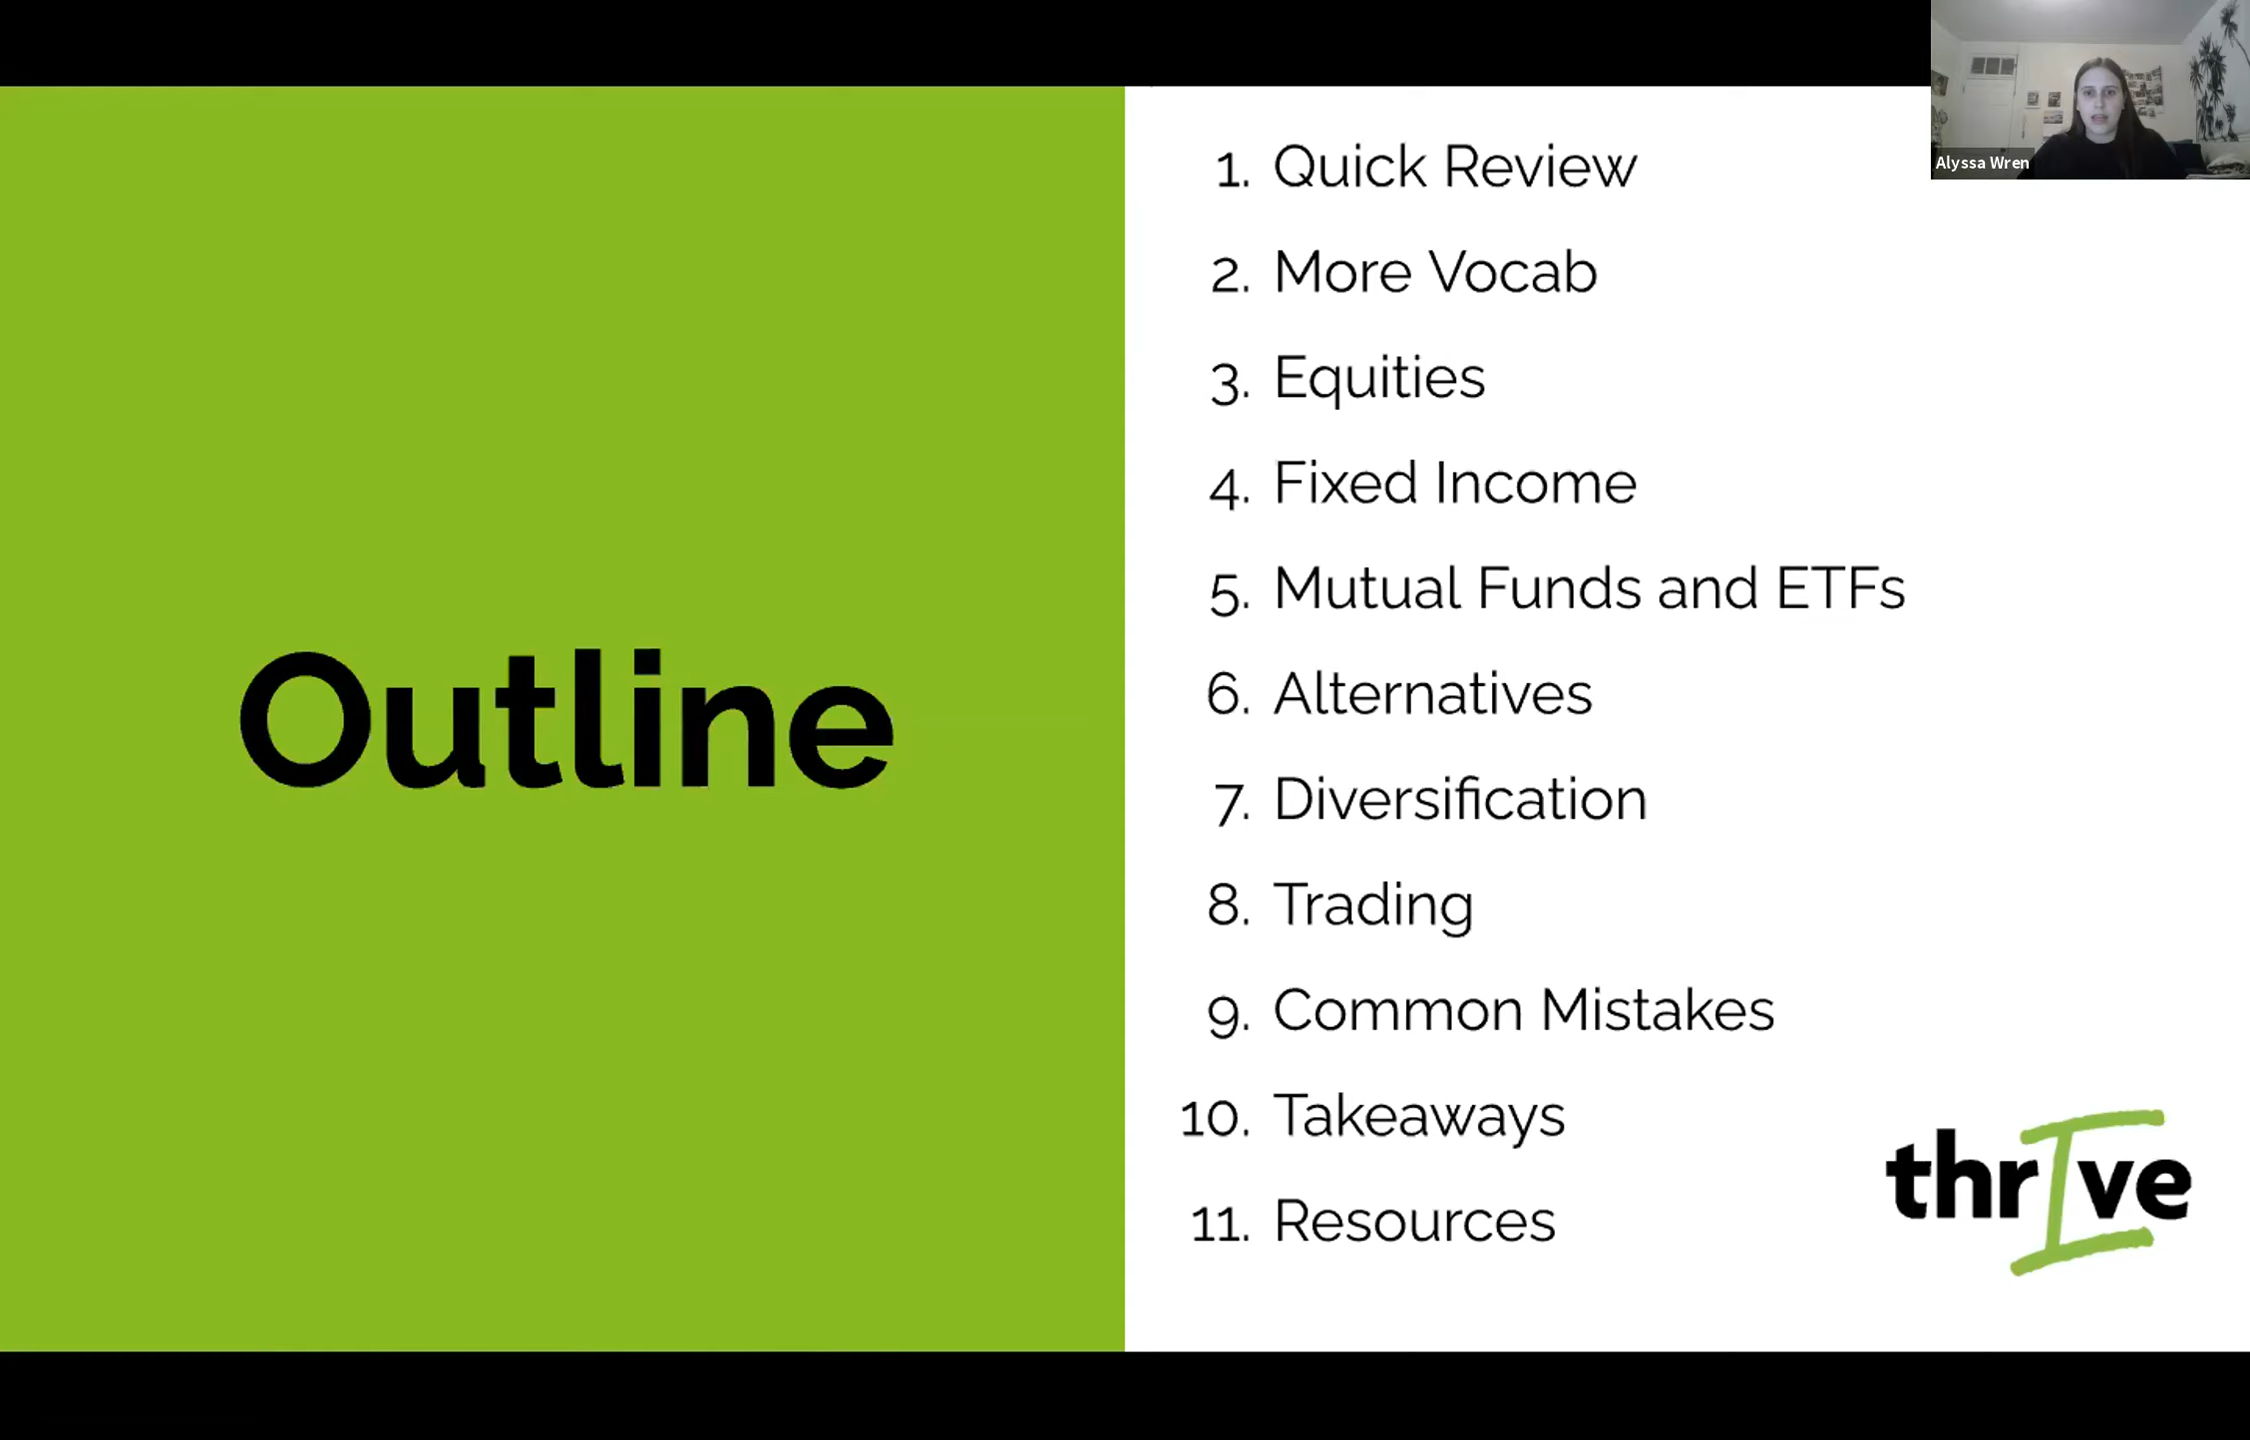 Outline
1. Quick Review
2. More Vocab
3. Equities
4. Fixed Income
5. Mutual Funds and ETFs
6. Alternatives
7. Diversification
8. Trading
9. Common Mistakes
10. Takeaways
11. Resources
thrIve
Alyssa Wren